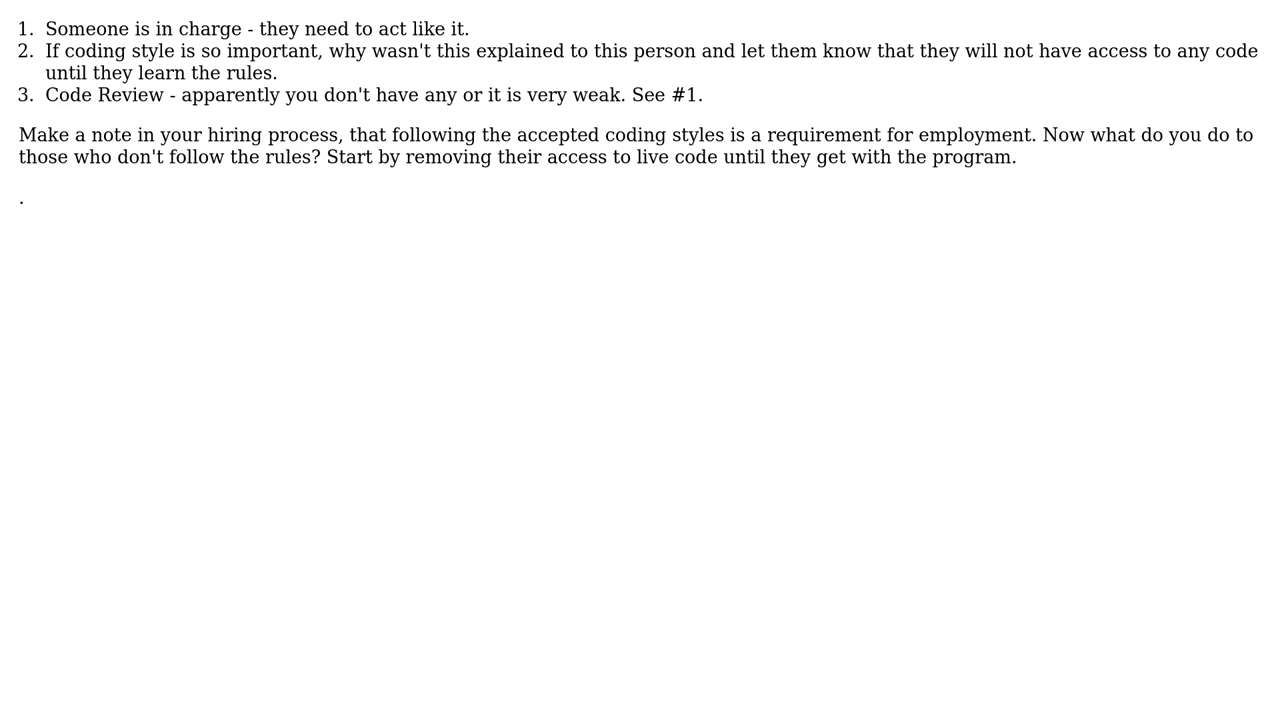 1. Someone is in charge - they need to act like it.
2. If coding style is so important, why wasn't this explained to this person and let them know that they will not have access to any code
until they learn the rules.
3. Code Review - apparently you don't have any or it is very weak. See #1.
Make a note in your hiring process, that following the accepted coding styles is a requirement for employment. Now what do you do to
those who don't follow the rules? Start by removing their access to live code until they get with the program.
.